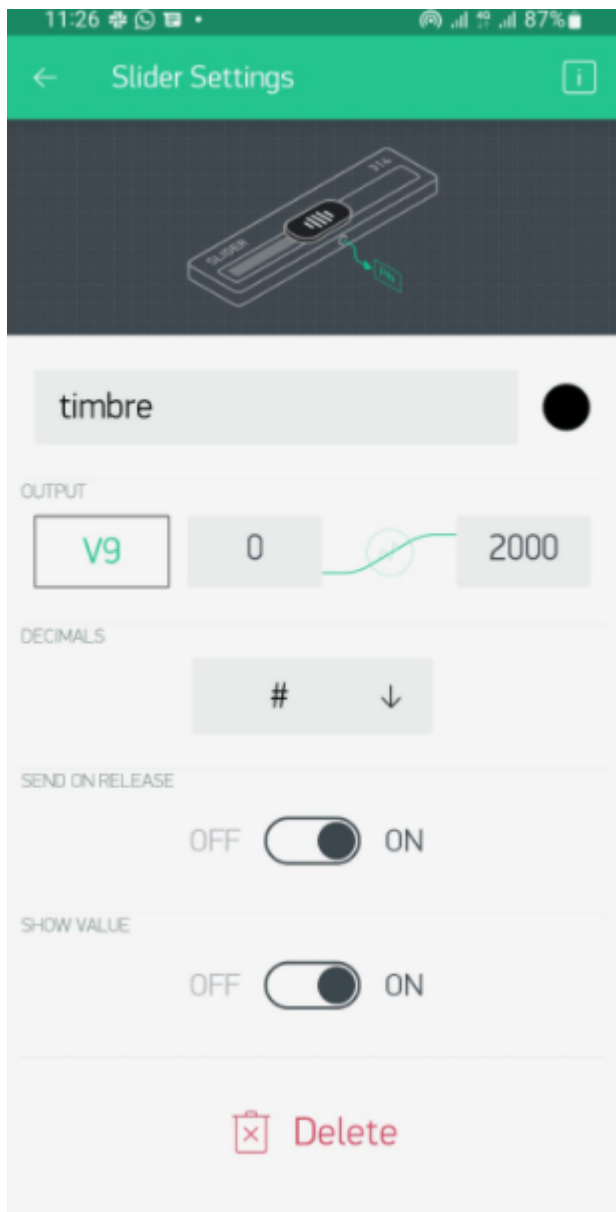 11:26 4G 87%
Slider Settings i
SLIDER 314
PIN
timbre
OUTPUT
V9 0 2000
DECIMALS
# ↓
SEND ON RELEASE
OFF ON
SHOW VALUE
OFF ON
Delete